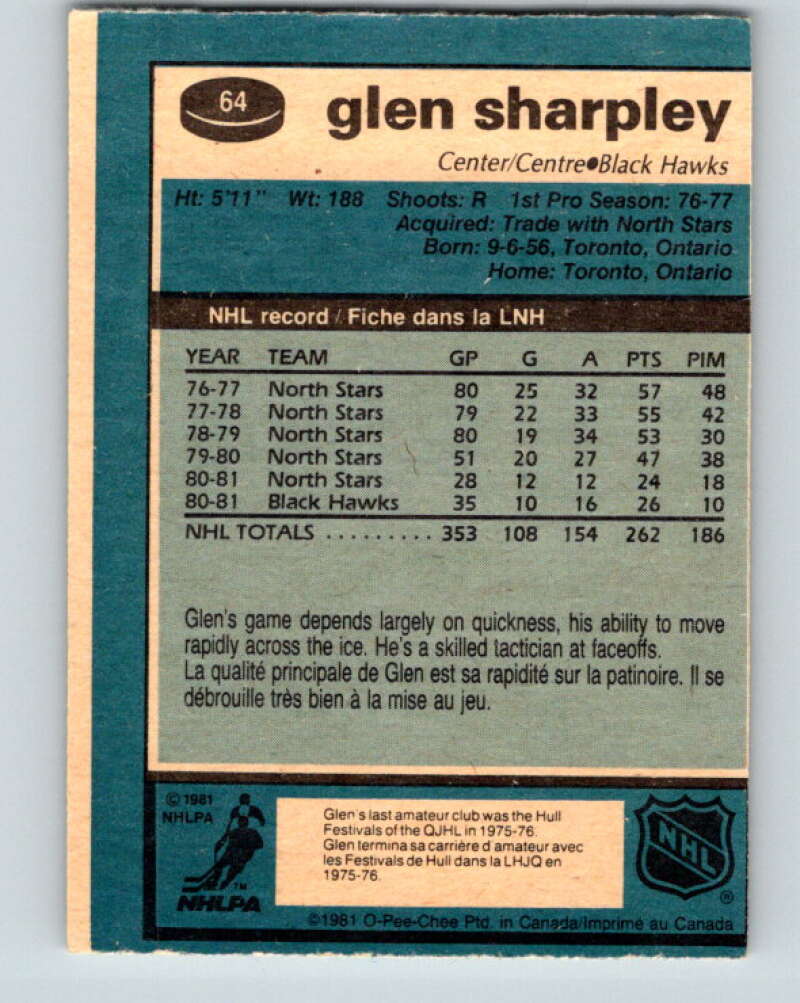 64
glen sharpley
Center/Centre●Black Hawks
Ht: 5'11" Wt: 188 Shoots: R 1st Pro Season: 76-77
Acquired: Trade with North Stars
Born: 9-6-56, Toronto, Ontario
Home: Toronto, Ontario
NHL record / Fiche dans la LNH
YEAR TEAM GP G A PTS PIM
76-77 North Stars 80 25 32 57 48
77-78 North Stars 79 22 33 55 42
78-79 North Stars 80 19 34 53 30
79-80 North Stars 51 20 27 47 38
80-81 North Stars 28 12 12 24 18
80-81 Black Hawks 35 10 16 26 10
NHL TOTALS ......... 353 108 154 262 186
Glen's game depends largely on quickness, his ability to move
rapidly across the ice. He's a skilled tactician at faceoffs.
La qualité principale de Glen est sa rapidité sur la patinoire. Il se
débrouille très bien à la mise au jeu.
© 1981
NHLPA
TM
NHLPA
Glen's last amateur club was the Hull
Festivals of the QJHL in 1975-76.
Glen termina sa carrière d'amateur avec
les Festivals de Hull dans la LHJQ en
1975-76.
NHL
®
©1981 O-Pee-Chee Ptd. in Canada/Imprimé au Canada